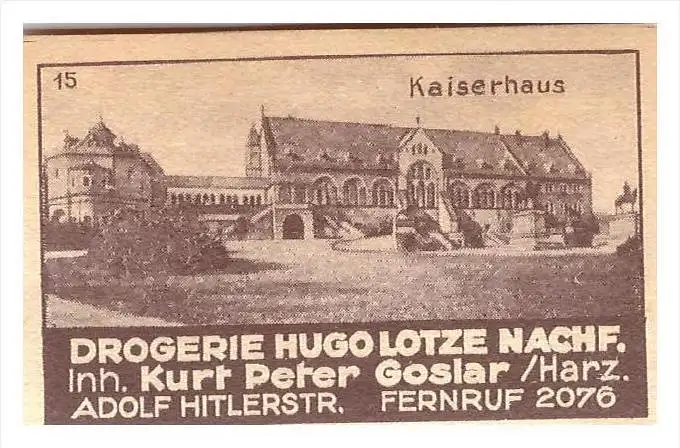 15
Kaiserhaus
DROGERIE HUGO LOTZE NACHF.
Inh. Kurt Peter Goslar /Harz.
ADOLF HITLERSTR. FERNRUF 2076